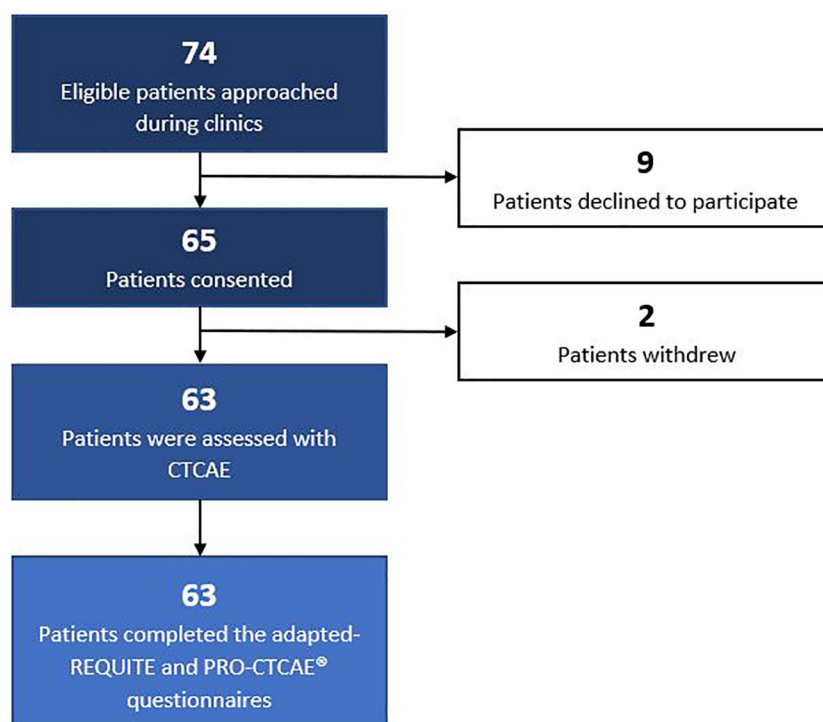 74
Eligible patients approached
during clinics
9
Patients declined to participate
65
Patients consented
2
Patients withdrew
63
Patients were assessed with
CTCAE
63
Patients completed the adapted-
REQUITE and PRO-CTCAE®
questionnaires